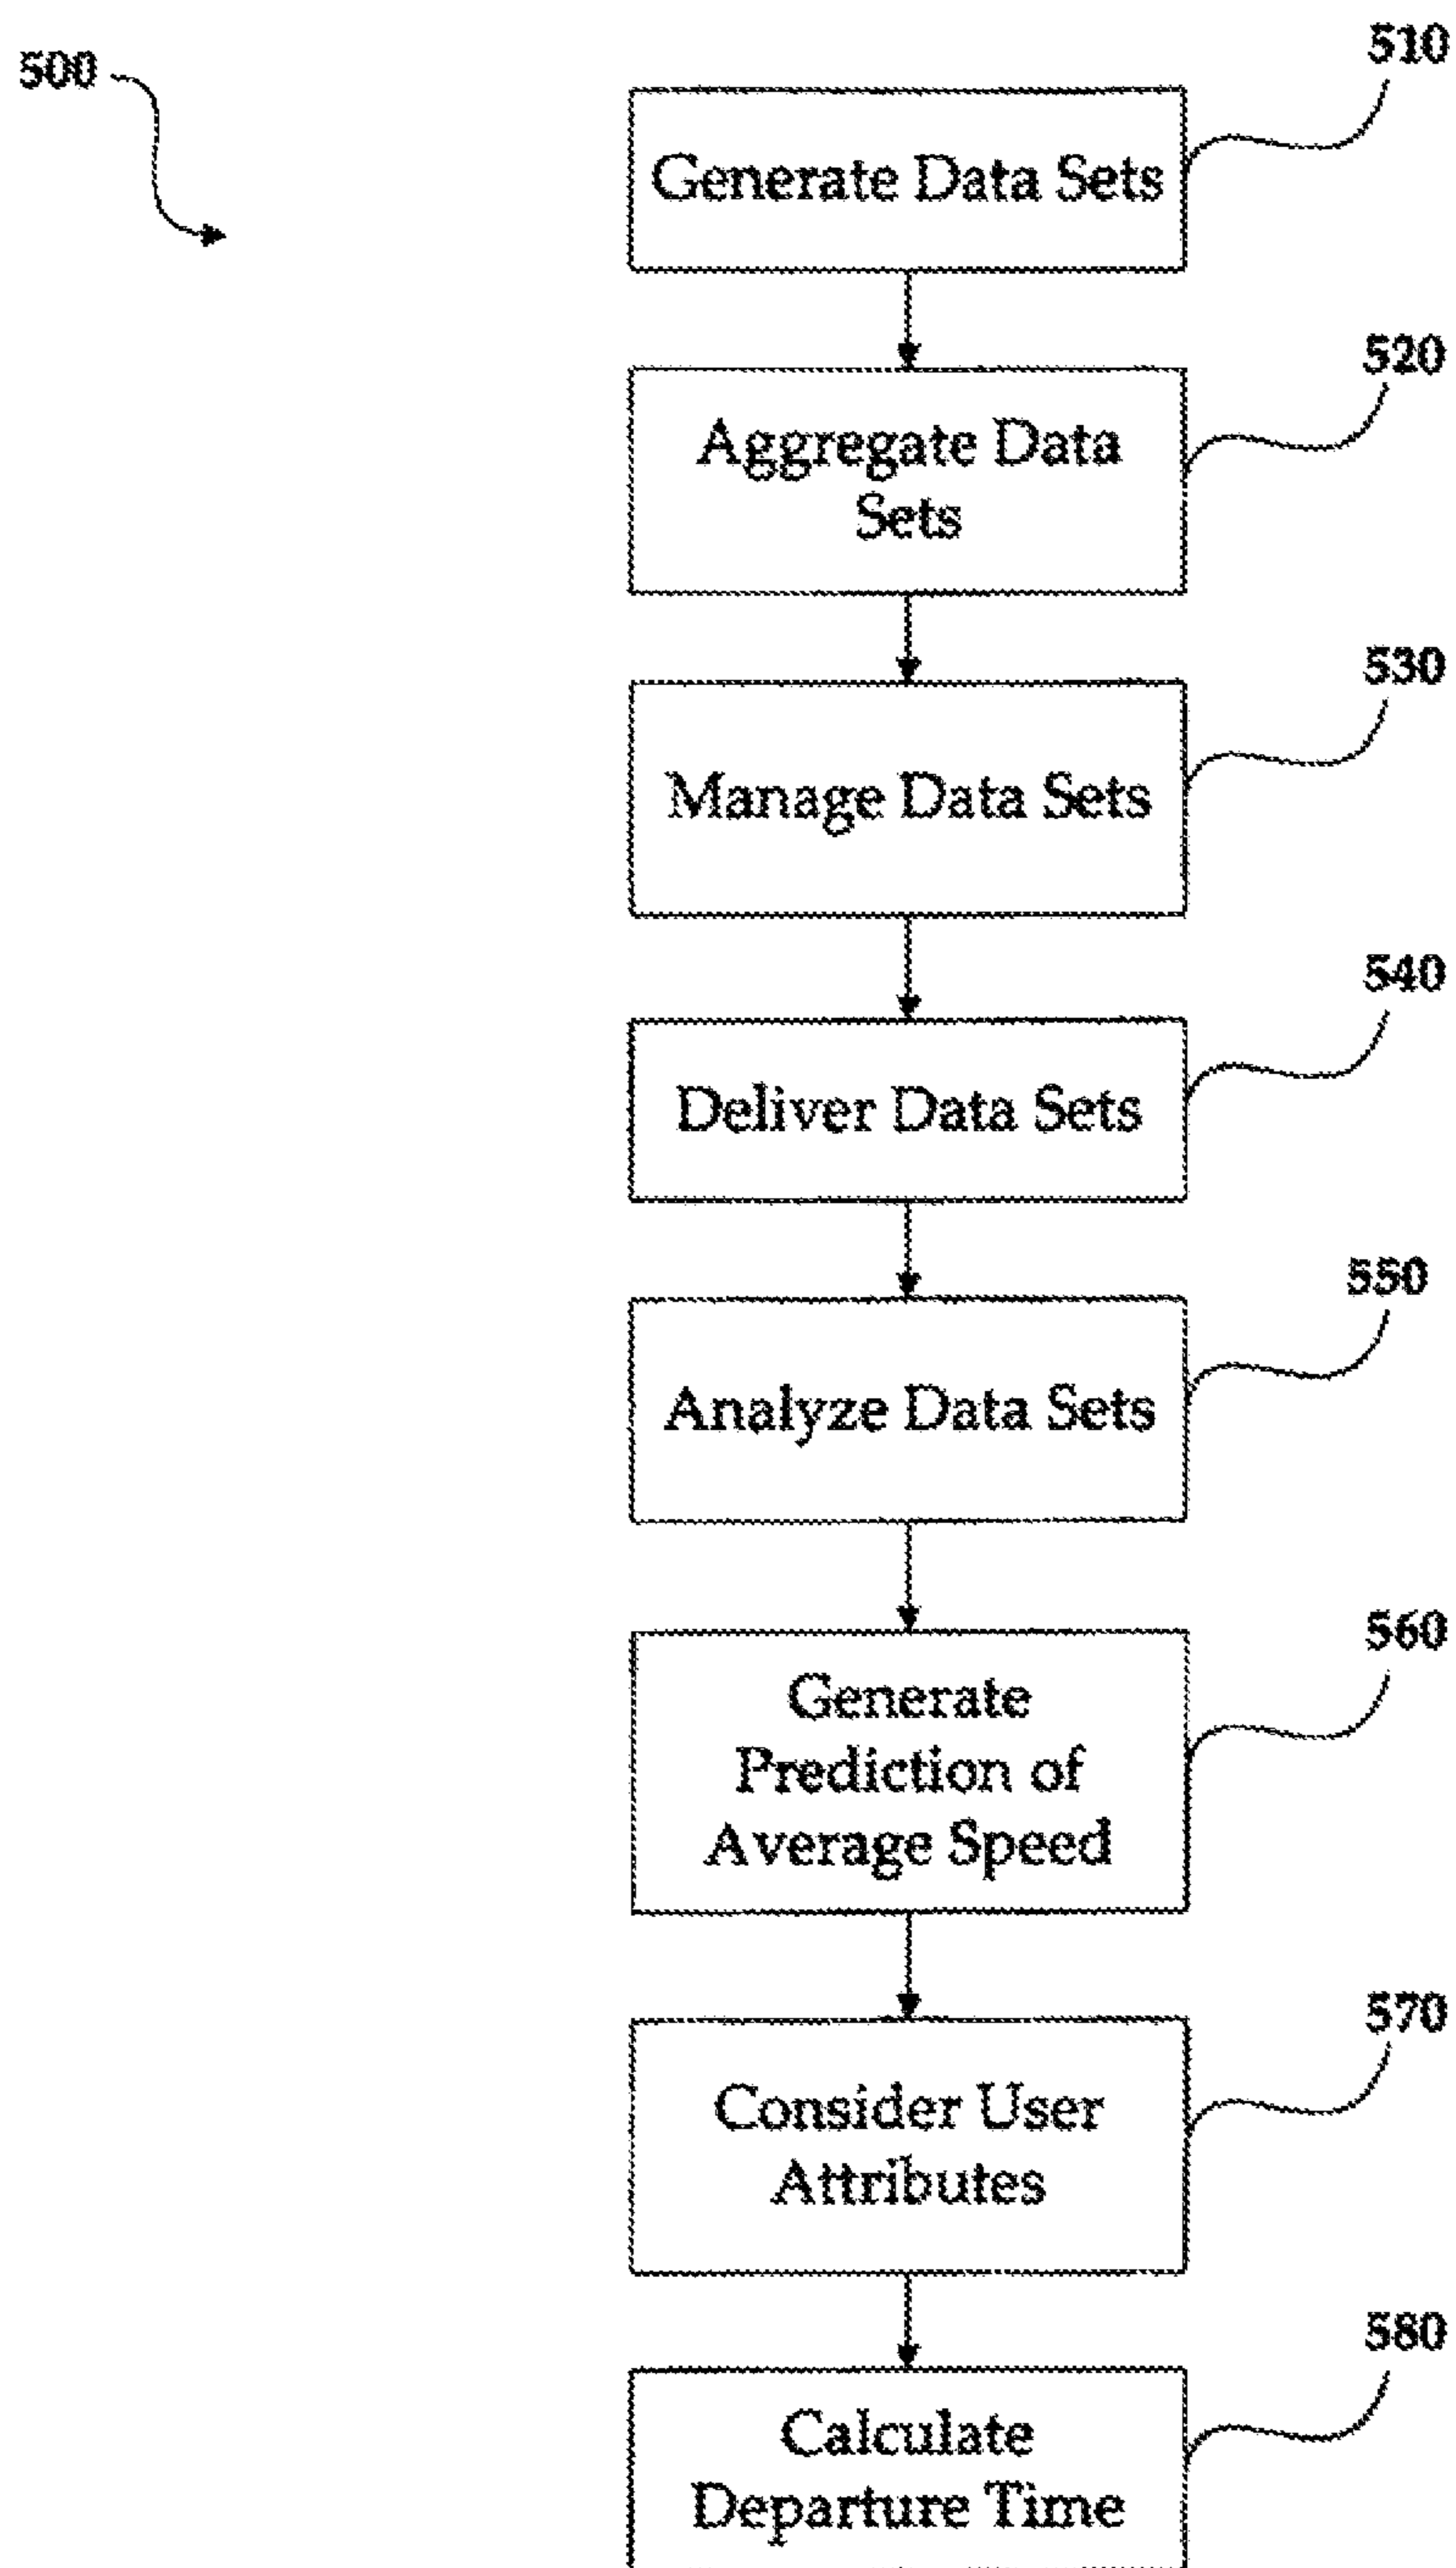 500
510
Generate Data Sets
520
Aggregate Data
Sets
530
Manage Data Sets
540
Deliver Data Sets
550
Analyze Data Sets
560
Generate
Prediction of
Average Speed
570
Consider User
Attributes
580
Calculate
Departure Time